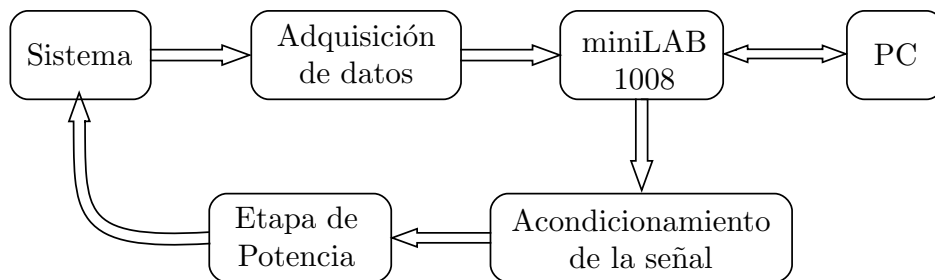 Sistema
Adquisición
de datos
miniLAB
1008
PC
Etapa de
Potencia
Acondicionamiento
de la señal